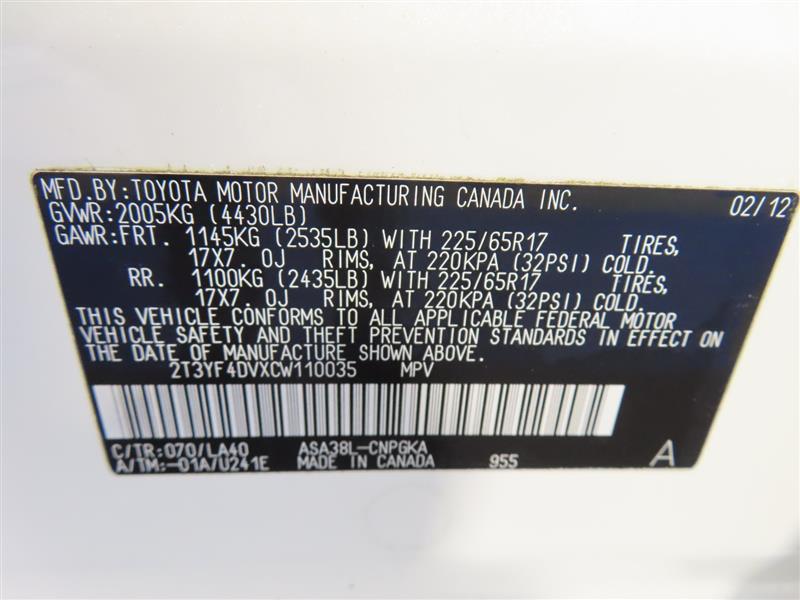 MFD. BY: TOYOTA MOTOR MANUFACTURING CANADA INC. 02/12
GVWR: 2005KG (4430LB)
GAWR: FRT. 1145KG (2535LB) WITH 225/65R17 TIRES,
17X7. OJ RIMS, AT 220KPA (32PSI) COLD.
RR. 1100KG (2435LB) WITH 225/65R17 TIRES,
17X7. OJ RIMS, AT 220KPA (32PSI) COLD.
THIS VEHICLE CONFORMS TO ALL APPLICABLE FEDERAL MOTOR
VEHICLE SAFETY AND THEFT PREVENTION STANDARDS IN EFFECT ON
THE DATE OF MANUFACTURE SHOWN ABOVE.
2T3YF4DVXCW110035 MPV
C/TR: 070/LA40 ASA38L-CNPGKA
A/TM: -01A/U241E MADE IN CANADA 955 A